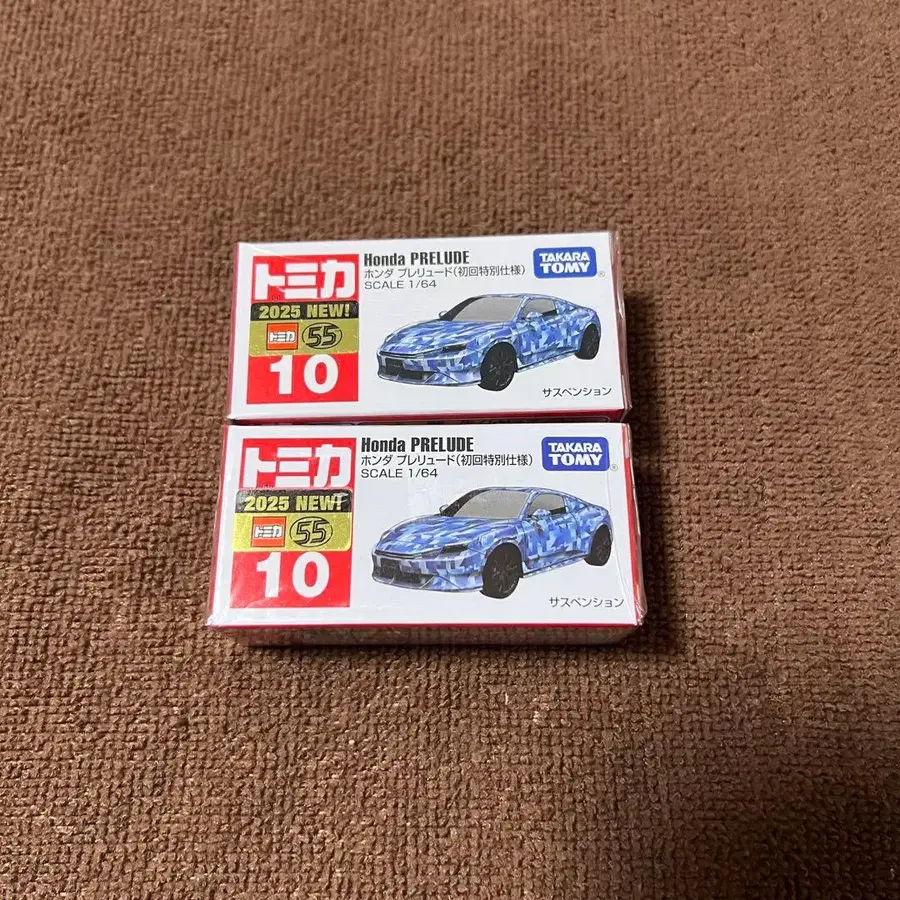 トミカ
2025 NEW!
トミカ 55
10
Honda PRELUDE
ホンダ プレリュード(初回特別仕様)
SCALE 1/64
TAKARA
TOMY
®
サスペンション
トミカ
2025 NEW!
トミカ 55
10
Honda PRELUDE
ホンダ プレリュード(初回特別仕様)
SCALE 1/64
TAKARA
TOMY
®
サスペンション